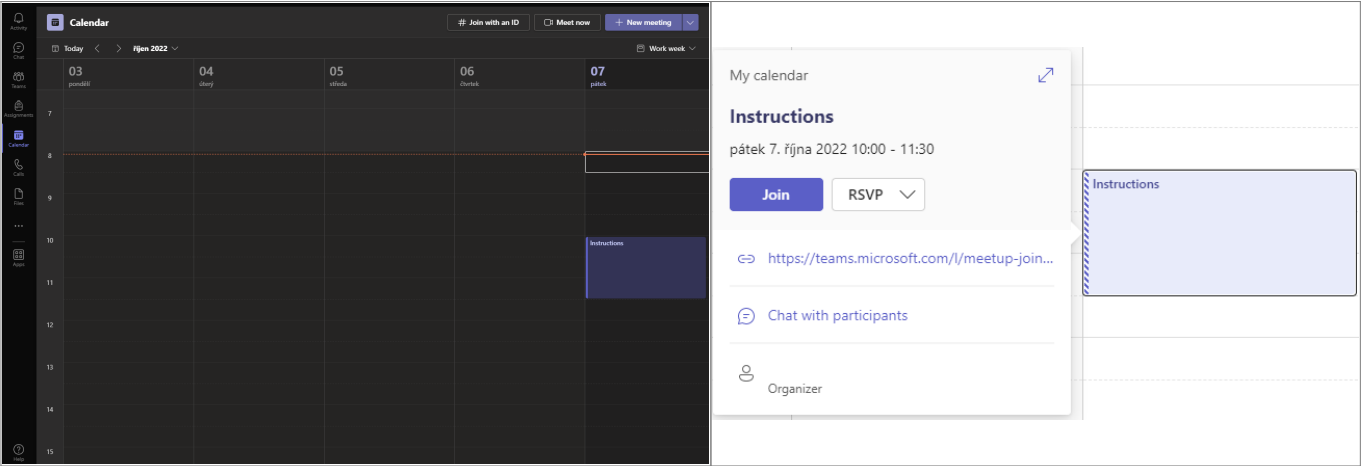 Activity
Chat
Teams
Assignments
Calendar
Calls
Files
Apps
Help
Calendar
# Join with an ID
Meet now
+ New meeting
Today
říjen 2022
Work week
03
pondělí
04
úterý
05
středa
06
čtvrtek
07
pátek
7
8
9
10
11
12
13
14
15
Instructions
My calendar
Instructions
pátek 7. října 2022 10:00 - 11:30
Join
RSVP
https://teams.microsoft.com/l/meetup-join...
Chat with participants
Organizer
Instructions